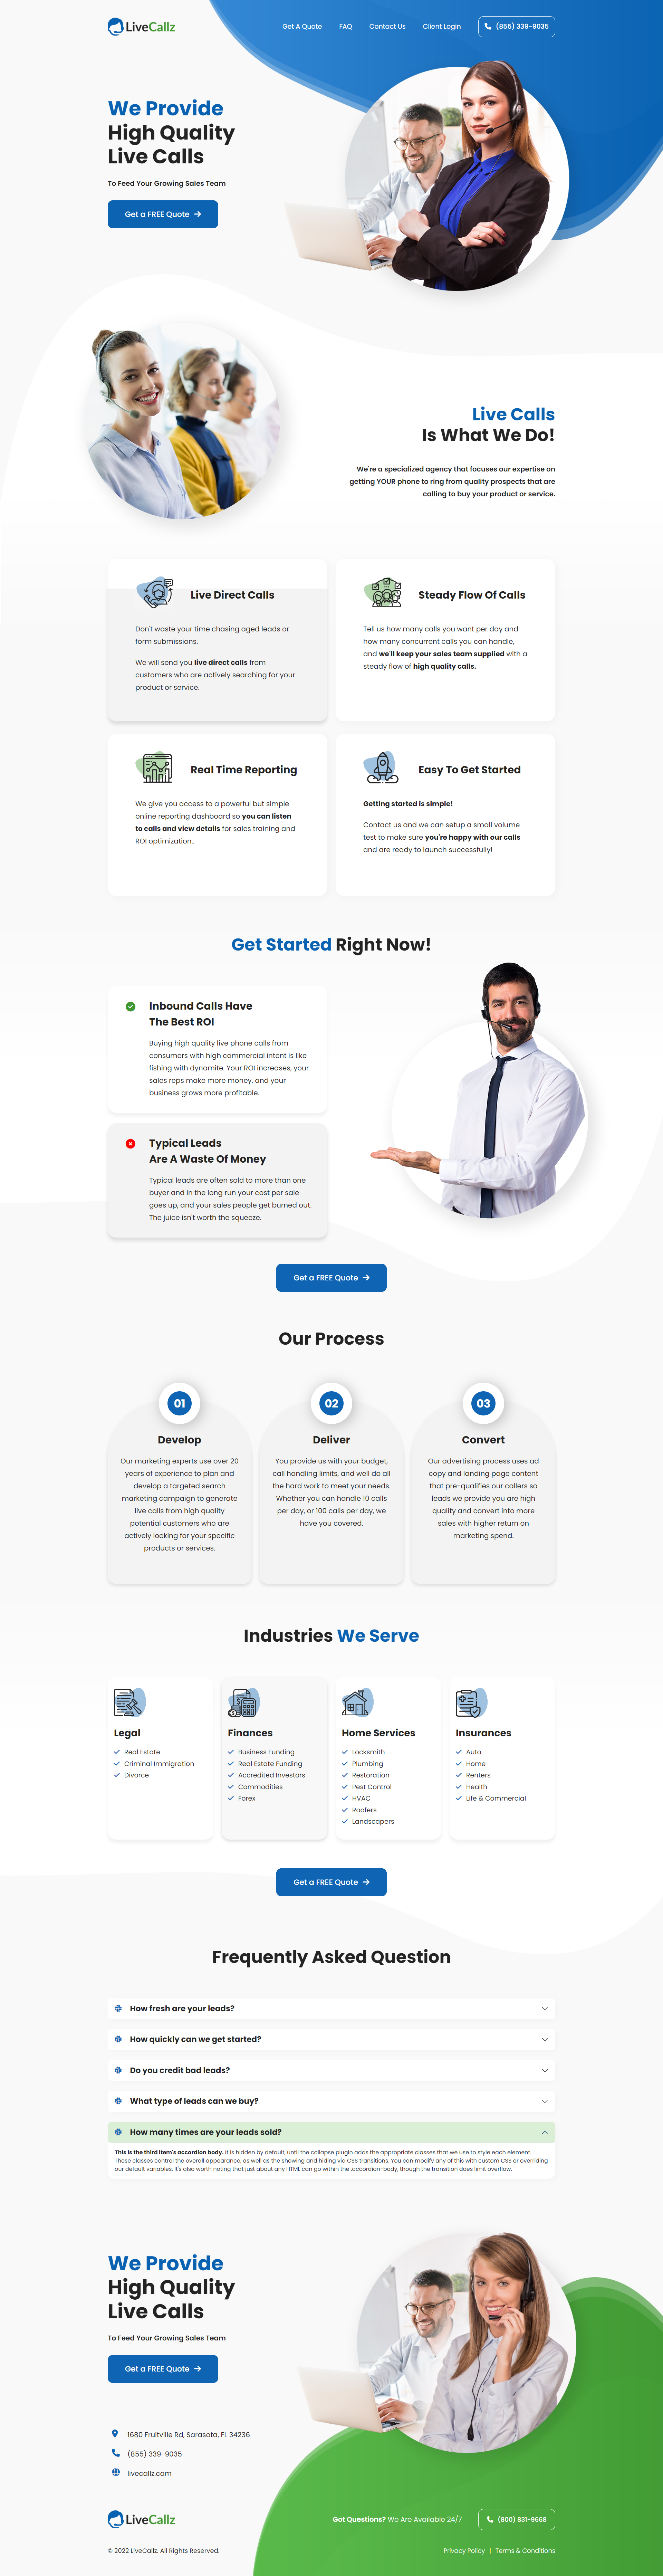 LiveCallz
Get A Quote
FAQ
Contact Us
Client Login
(855) 339-9035
We Provide
High Quality
Live Calls
To Feed Your Growing Sales Team
Get a FREE Quote
Live Calls
Is What We Do!
We're a specialized agency that focuses our expertise on
getting YOUR phone to ring from quality prospects that are
calling to buy your product or service.
Live Direct Calls
Don't waste your time chasing aged leads or
form submissions.
We will send you live direct calls from
customers who are actively searching for your
product or service.
Steady Flow Of Calls
Tell us how many calls you want per day and
how many concurrent calls you can handle,
and we'll keep your sales team supplied with a
steady flow of high quality calls.
Real Time Reporting
We give you access to a powerful but simple
online reporting dashboard so you can listen
to calls and view details for sales training and
ROI optimization..
Easy To Get Started
Getting started is simple!
Contact us and we can setup a small volume
test to make sure you're happy with our calls
and are ready to launch successfully!
Get Started Right Now!
Inbound Calls Have
The Best ROI
Buying high quality live phone calls from
consumers with high commercial intent is like
fishing with dynamite. Your ROI increases, your
sales reps make more money, and your
business grows more profitable.
Typical Leads
Are A Waste Of Money
Typical leads are often sold to more than one
buyer and in the long run your cost per sale
goes up, and your sales people get burned out.
The juice isn't worth the squeeze.
Get a FREE Quote
Our Process
01
Develop
Our marketing experts use over 20
years of experience to plan and
develop a targeted search
marketing campaign to generate
live calls from high quality
potential customers who are
actively looking for your specific
products or services.
02
Deliver
You provide us with your budget,
call handling limits, and well do all
the hard work to meet your needs.
Whether you can handle 10 calls
per day, or 100 calls per day, we
have you covered.
03
Convert
Our advertising process uses ad
copy and landing page content
that pre-qualifies our callers so
leads we provide you are high
quality and convert into more
sales with higher return on
marketing spend.
Industries We Serve
Legal
Real Estate
Criminal Immigration
Divorce
Finances
Business Funding
Real Estate Funding
Accredited Investors
Commodities
Forex
Home Services
Locksmith
Plumbing
Restoration
Pest Control
HVAC
Roofers
Landscapers
Insurances
Auto
Home
Renters
Health
Life & Commercial
Get a FREE Quote
Frequently Asked Question
How fresh are your leads?
How quickly can we get started?
Do you credit bad leads?
What type of leads can we buy?
How many times are your leads sold?
This is the third item's accordion body. It is hidden by default, until the collapse plugin adds the appropriate classes that we use to style each element.
These classes control the overall appearance, as well as the showing and hiding via CSS transitions. You can modify any of this with custom CSS or overriding
our default variables. It's also worth noting that just about any HTML can go within the .accordion-body, though the transition does limit overflow.
We Provide
High Quality
Live Calls
To Feed Your Growing Sales Team
Get a FREE Quote
1680 Fruitville Rd, Sarasota, FL 34236
(855) 339-9035
livecallz.com
LiveCallz
Got Questions? We Are Available 24/7
(800) 831-9668
© 2022 LiveCallz. All Rights Reserved.
Privacy Policy | Terms & Conditions